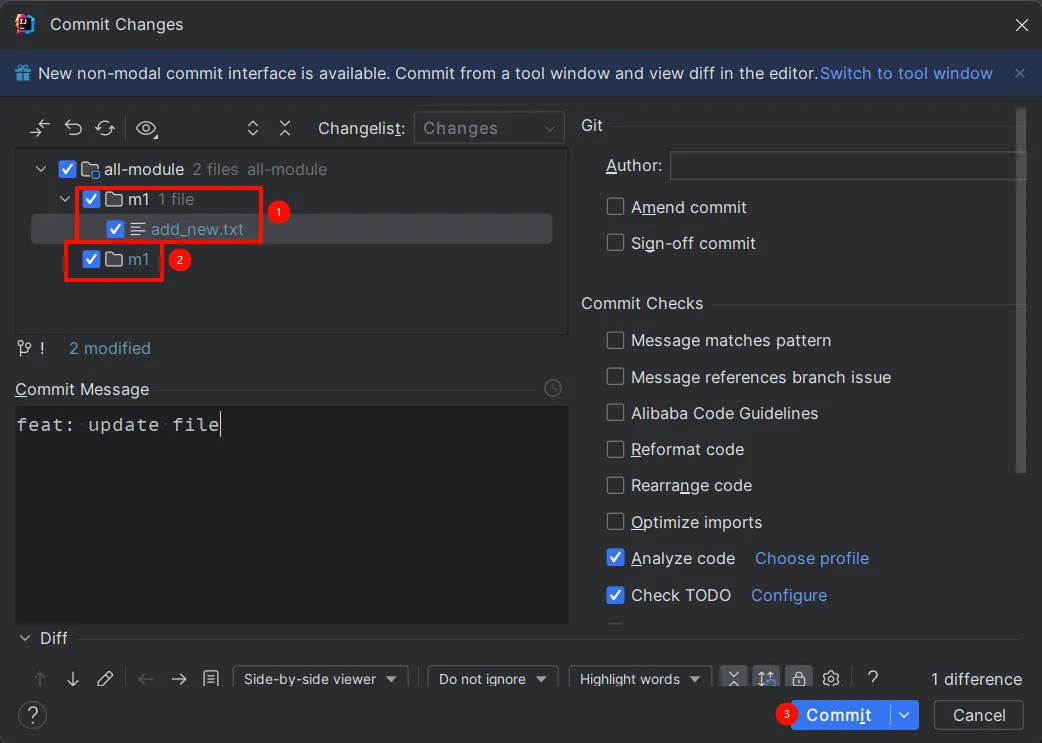 Commit Changes
New non-modal commit interface is available. Commit from a tool window and view diff in the editor. Switch to tool window
Changelist: Changes
all-module 2 files all-module
m1 1 file
1
add_new.txt
m1
2
! 2 modified
Commit Message
feat: update file
Git
Author:
Amend commit
Sign-off commit
Commit Checks
Message matches pattern
Message references branch issue
Alibaba Code Guidelines
Reformat code
Rearrange code
Optimize imports
Analyze code Choose profile
Check TODO Configure
Diff
Side-by-side viewer Do not ignore Highlight words ? 1 difference
? 3 Commit Cancel